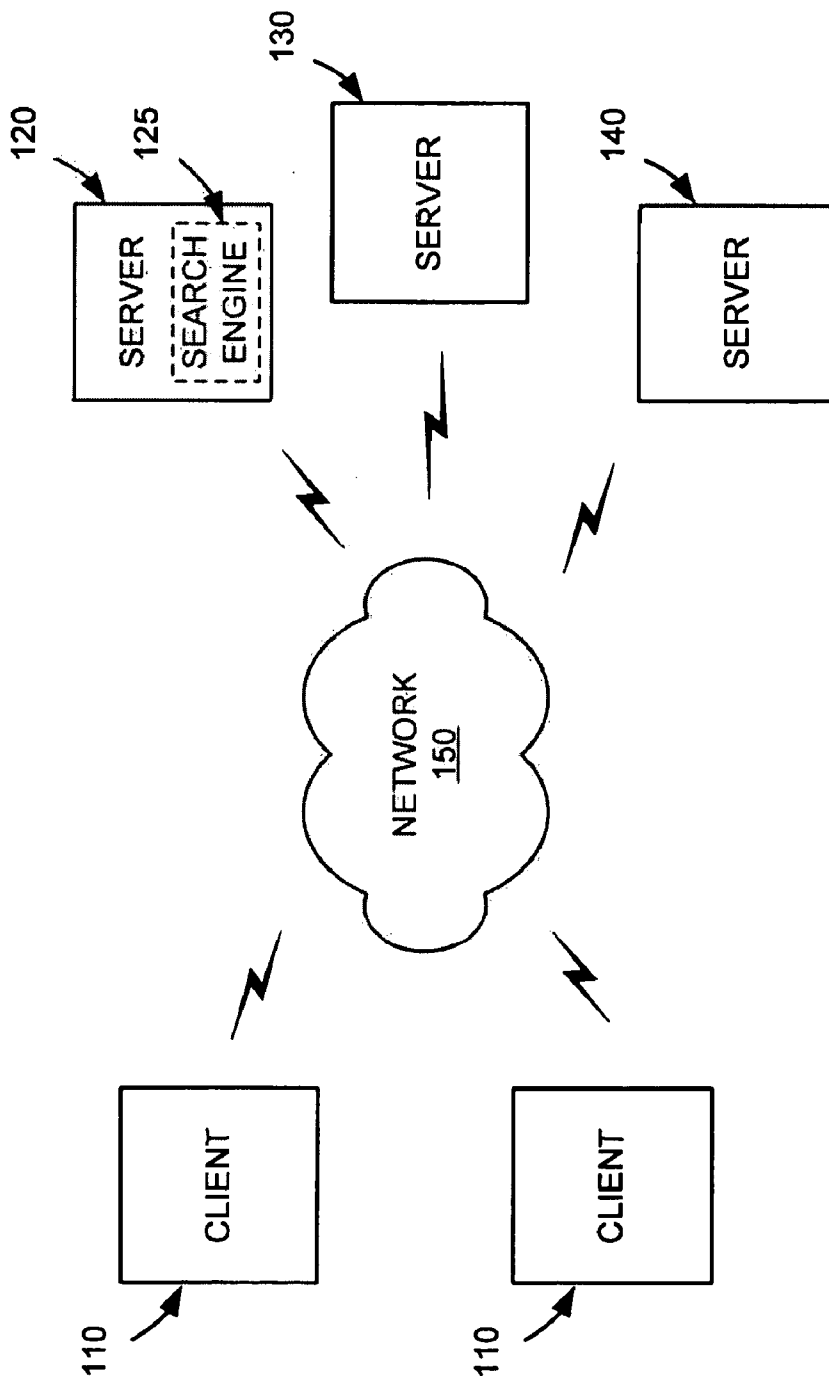 110
CLIENT
110
CLIENT
NETWORK
150
120
125
SERVER
SEARCH
ENGINE
130
SERVER
140
SERVER